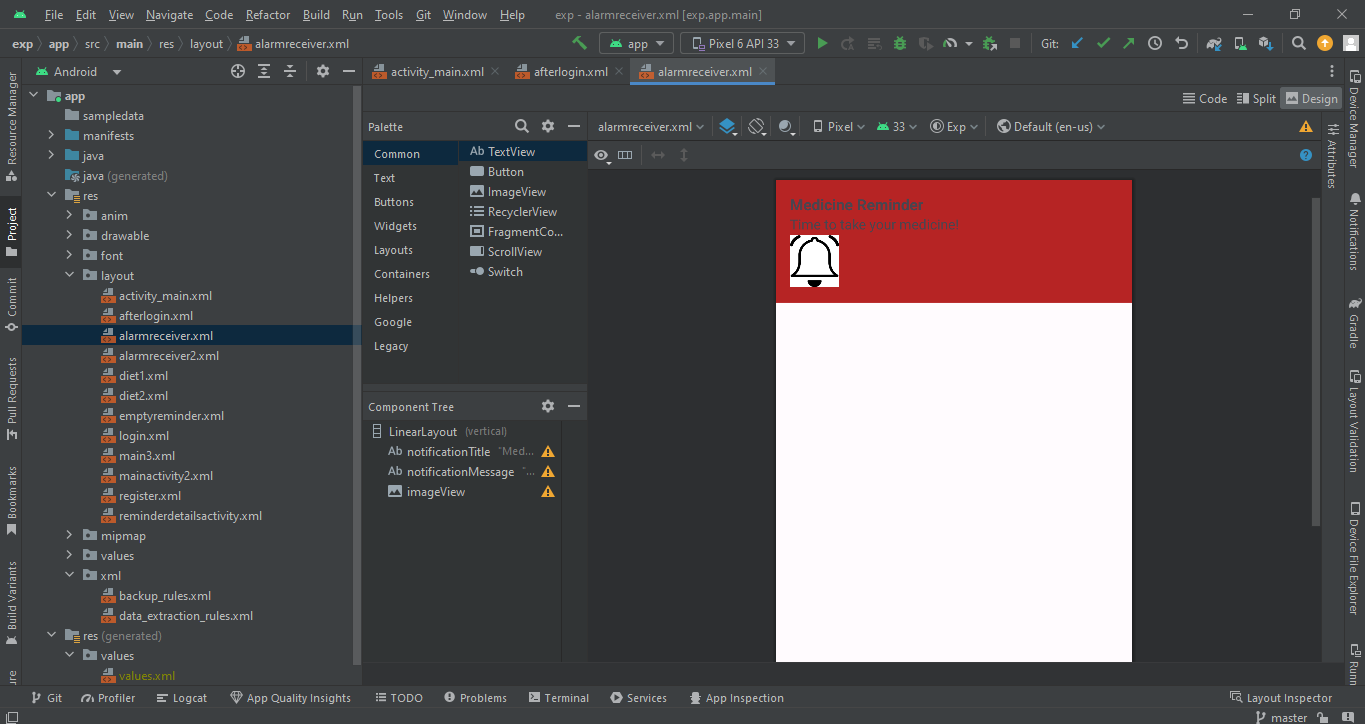 File Edit View Navigate Code Refactor Build Run Tools Git Window Help exp - alarmreceiver.xml [exp.app.main]
exp app src main res layout alarmreceiver.xml app Pixel 6 API 33 Git:
Android activity_main.xml afterlogin.xml alarmreceiver.xml
Code Split Design
Resource Manager
Project
Commit
Pull Requests
Bookmarks
Build Variants
app
sampledata
manifests
java
java (generated)
res
anim
drawable
font
layout
activity_main.xml
afterlogin.xml
alarmreceiver.xml
alarmreceiver2.xml
diet1.xml
diet2.xml
emptyreminder.xml
login.xml
main3.xml
mainactivity2.xml
register.xml
reminderdetailsactivity.xml
mipmap
values
xml
backup_rules.xml
data_extraction_rules.xml
res (generated)
values
values.xml
Palette
Common
Text
Buttons
Widgets
Layouts
Containers
Helpers
Google
Legacy
Ab TextView
Button
ImageView
RecyclerView
FragmentCo...
ScrollView
Switch
Component Tree
LinearLayout (vertical)
Ab notificationTitle "Med...
Ab notificationMessage "...
imageView
alarmreceiver.xml Pixel 33 Exp Default (en-us)
?
Medicine Reminder
Time to take your medicine!
Attributes
Device Manager
Notifications
Gradle
Layout Validation
Device File Explorer
Git Profiler Logcat App Quality Insights TODO Problems Terminal Services App Inspection Layout Inspector
master